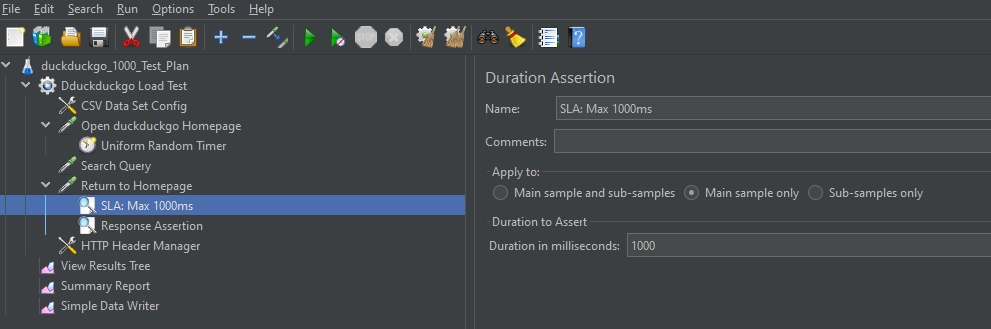 File Edit Search Run Options Tools Help
STOP
duckduckgo_1000_Test_Plan
Dduckduckgo Load Test
CSV Data Set Config
Open duckduckgo Homepage
Uniform Random Timer
Search Query
Return to Homepage
SLA: Max 1000ms
Response Assertion
HTTP Header Manager
View Results Tree
Summary Report
Simple Data Writer
Duration Assertion
Name: SLA: Max 1000ms
Comments:
Apply to:
Main sample and sub-samples Main sample only Sub-samples only
Duration to Assert
Duration in milliseconds: 1000